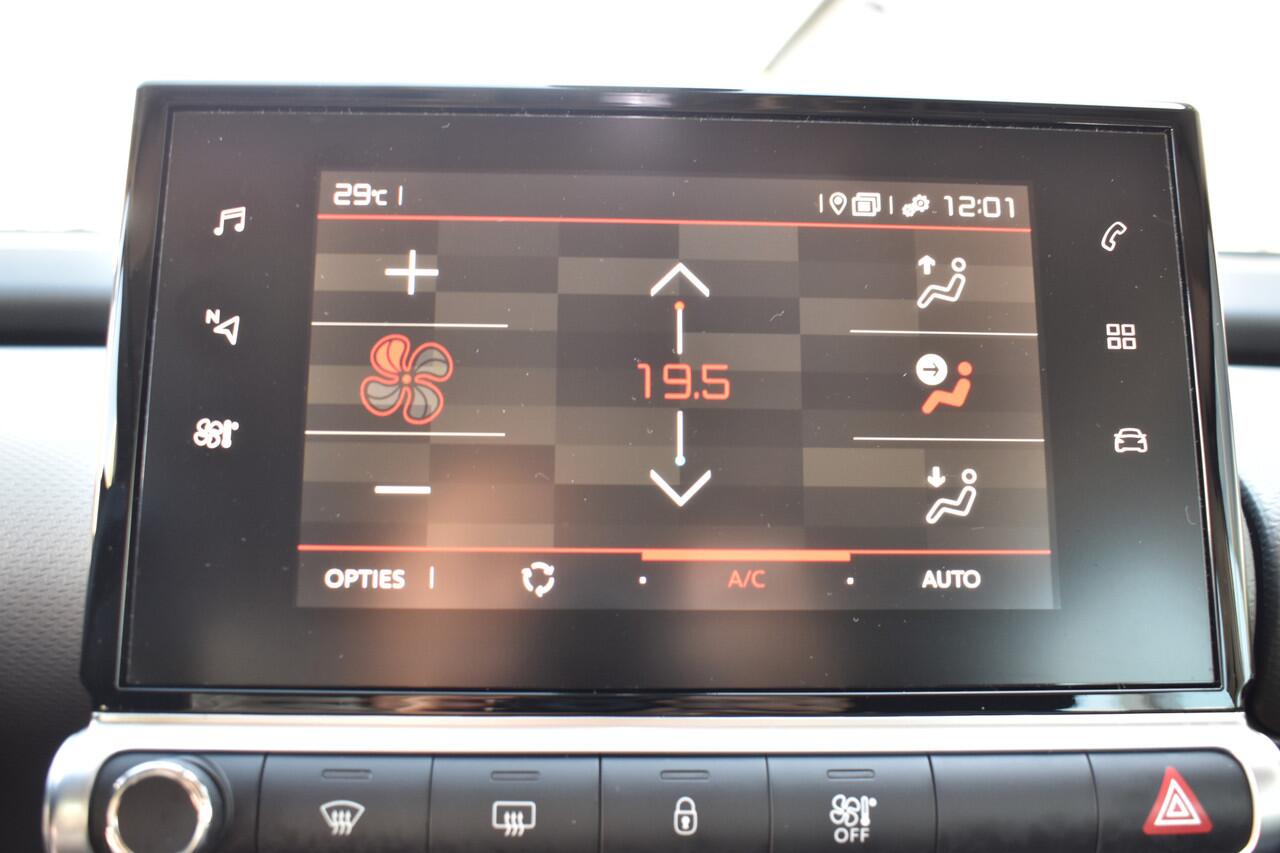 29°C
12:01
N
19.5
OPTIES
A/C
AUTO
OFF